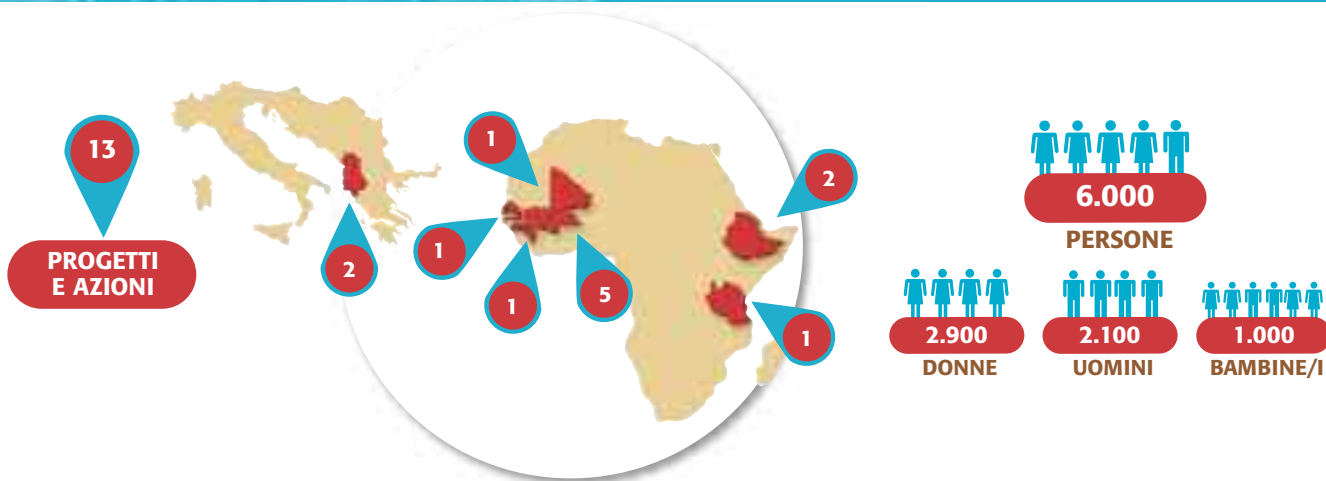 13
PROGETTI
E AZIONI
2
1
1
1
5
2
1
6.000
PERSONE
2.900
DONNE
2.100
UOMINI
1.000
BAMBINE/I